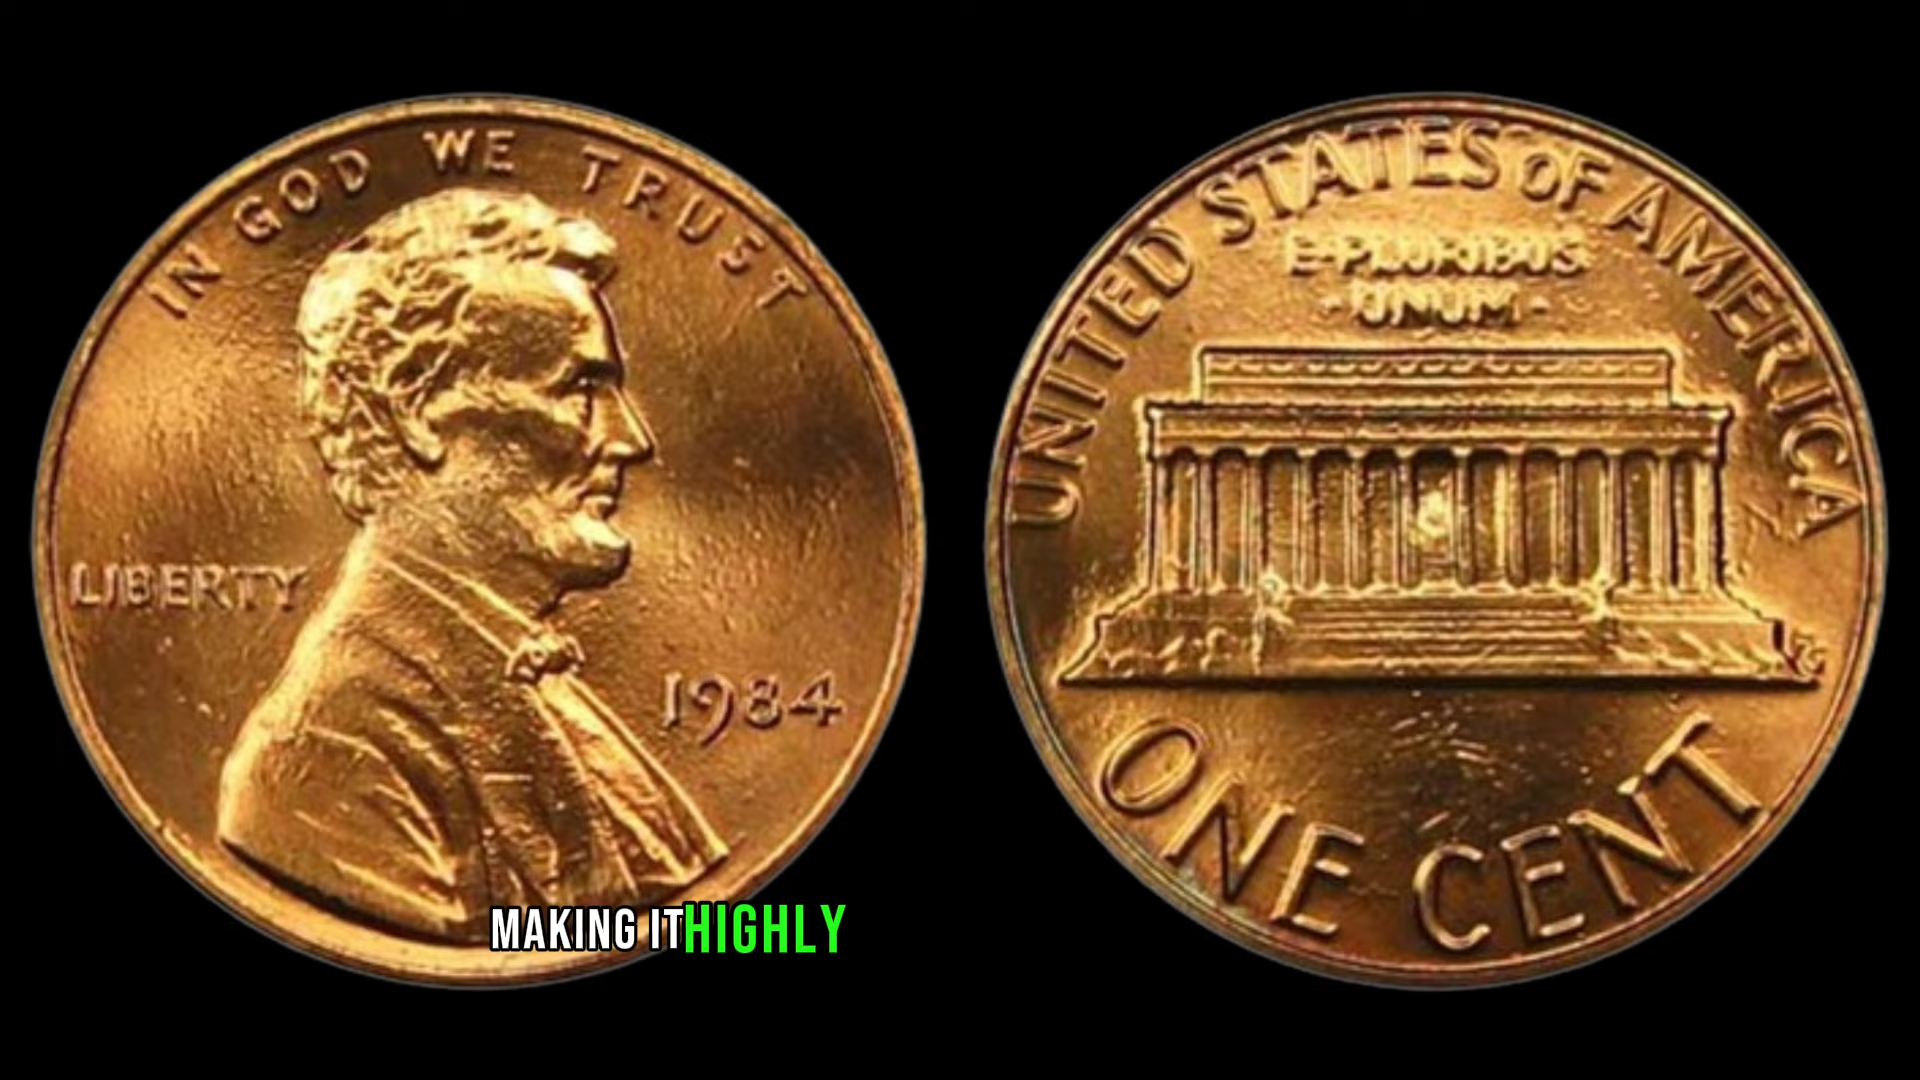 IN GOD WE TRUST
LIBERTY
1984
UNITED STATES OF AMERICA
E·PLURIBUS
·UNUM·
ONE CENT
MAKING IT HIGHLY